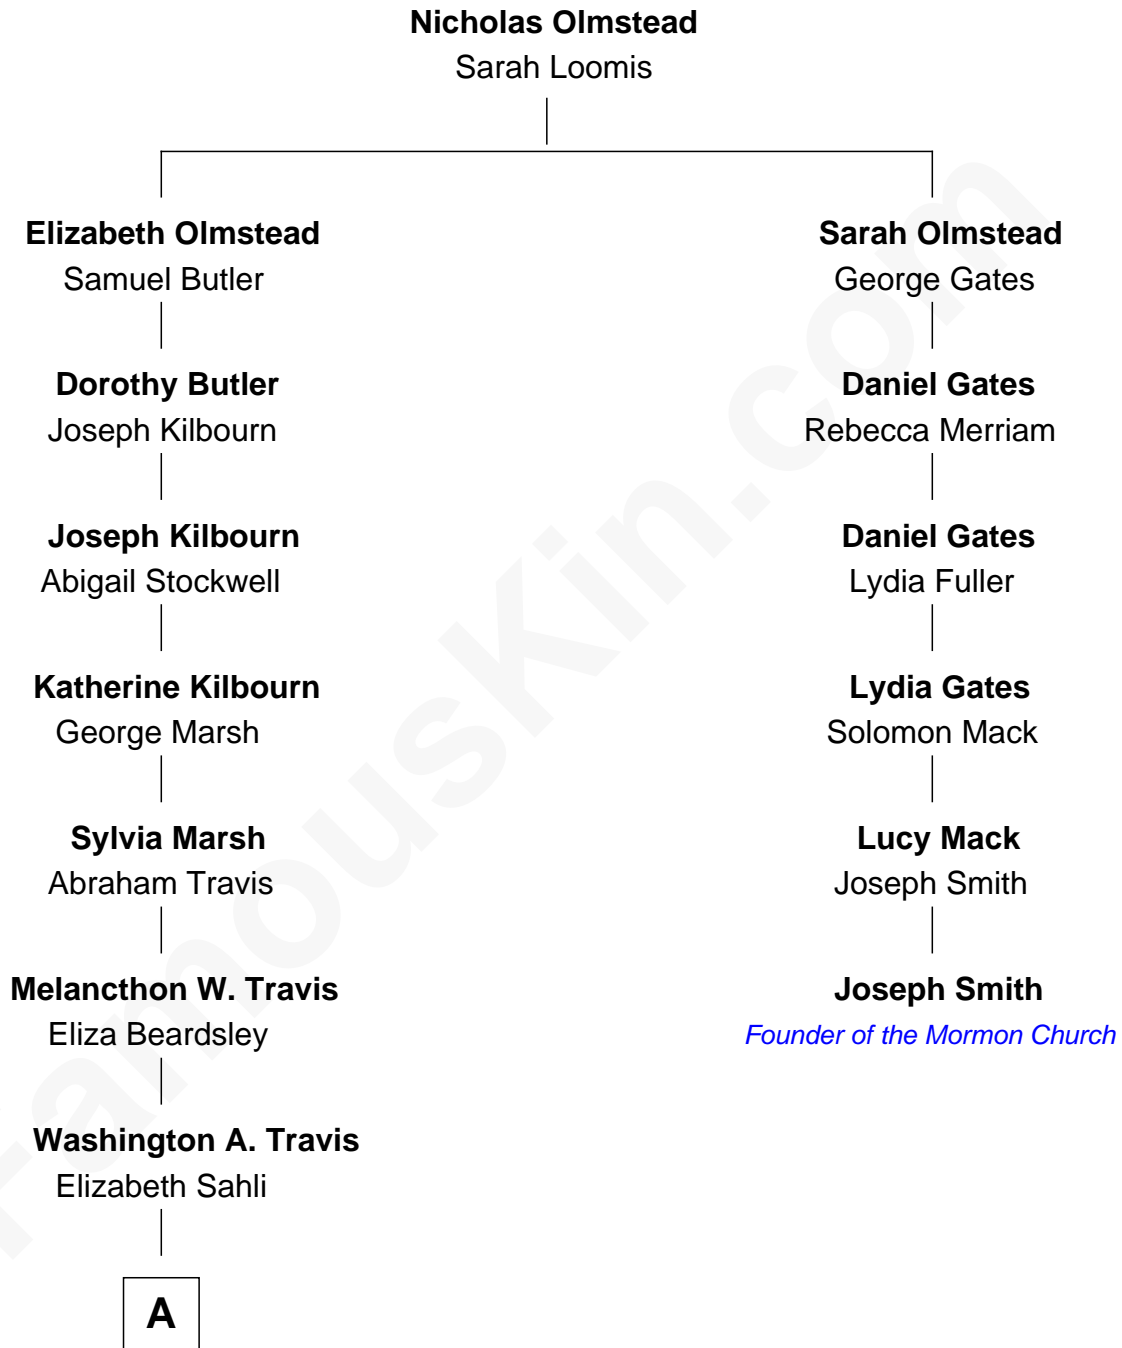 Nicholas Olmstead
Sarah Loomis
Elizabeth Olmstead
Samuel Butler
Sarah Olmstead
George Gates
Dorothy Butler
Joseph Kilbourn
Daniel Gates
Rebecca Merriam
Joseph Kilbourn
Abigail Stockwell
Daniel Gates
Lydia Fuller
Katherine Kilbourn
George Marsh
Lydia Gates
Solomon Mack
Sylvia Marsh
Abraham Travis
Lucy Mack
Joseph Smith
Melancthon W. Travis
Eliza Beardsley
Joseph Smith
Founder of the Mormon Church
Washington A. Travis
Elizabeth Sahli
A
FamousKin.com